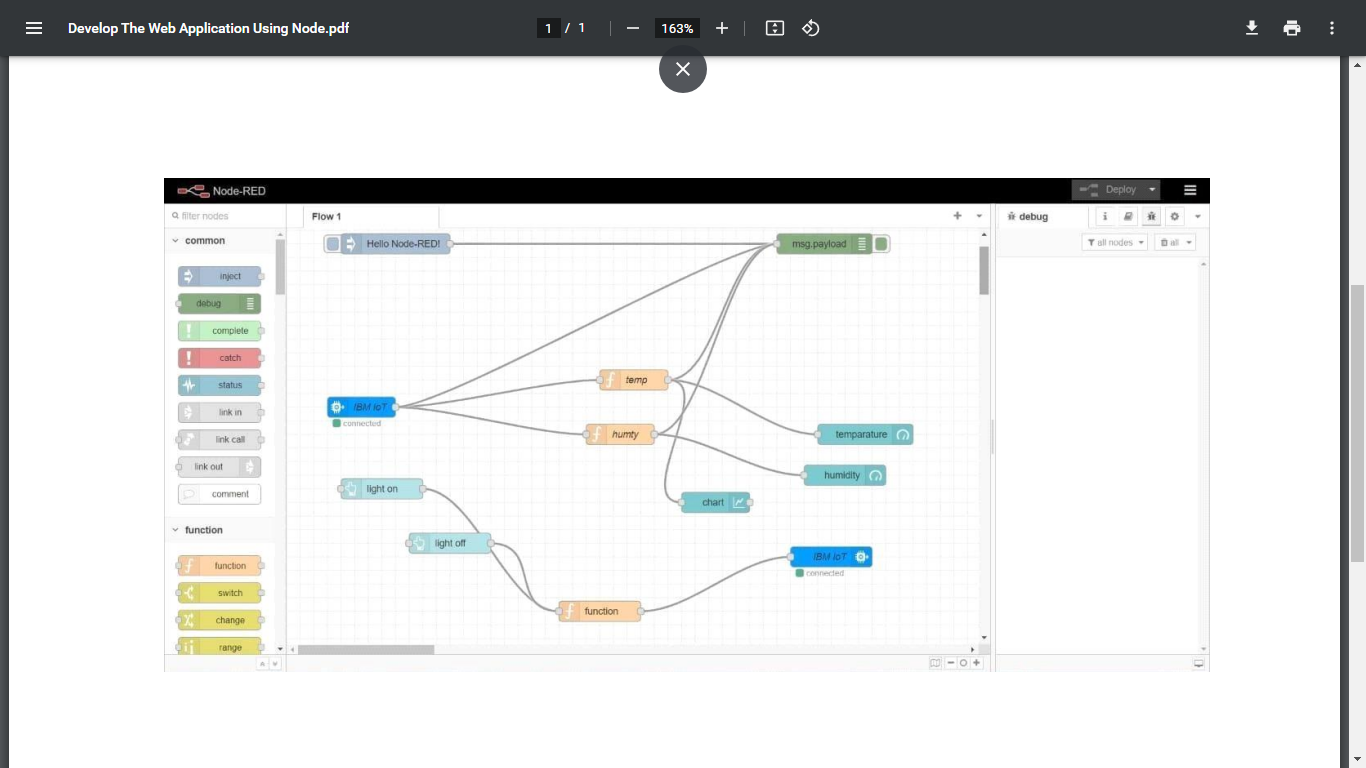 Develop The Web Application Using Node.pdf
1 / 1
163%
Node-RED
Deploy
filter nodes
Flow 1
debug
i
all nodes
all
common
inject
debug
complete
catch
status
link in
link call
link out
comment
function
function
switch
change
range
Hello Node-RED!
msg.payload
temp
IBM IoT
connected
humty
temparature
humidity
light on
chart
light off
IBM IoT
connected
function